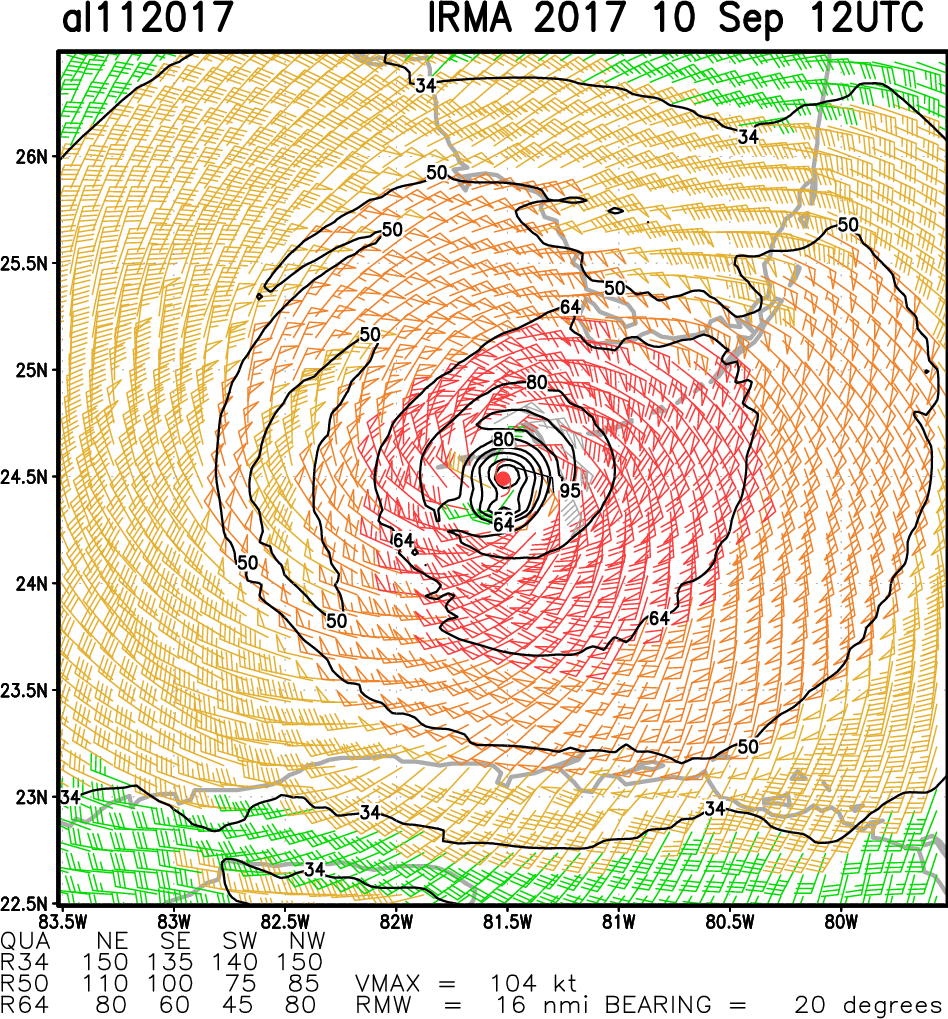 al112017 IRMA 2017 10 Sep 12UTC
34
34
26N
50
50
50
25.5N
50
64
50
25N
80
80
24.5N
95
64
64
50
24N
50
64
23.5N
50
23N
34
34
34
34
22.5N
83.5W 83W 82.5W 82W 81.5W 81W 80.5W 80W
QUA NE SE SW NW
R34 150 135 140 150
R50 110 100 75 85 VMAX = 104 kt
R64 80 60 45 80 RMW = 16 nmi BEARING = 20 degrees